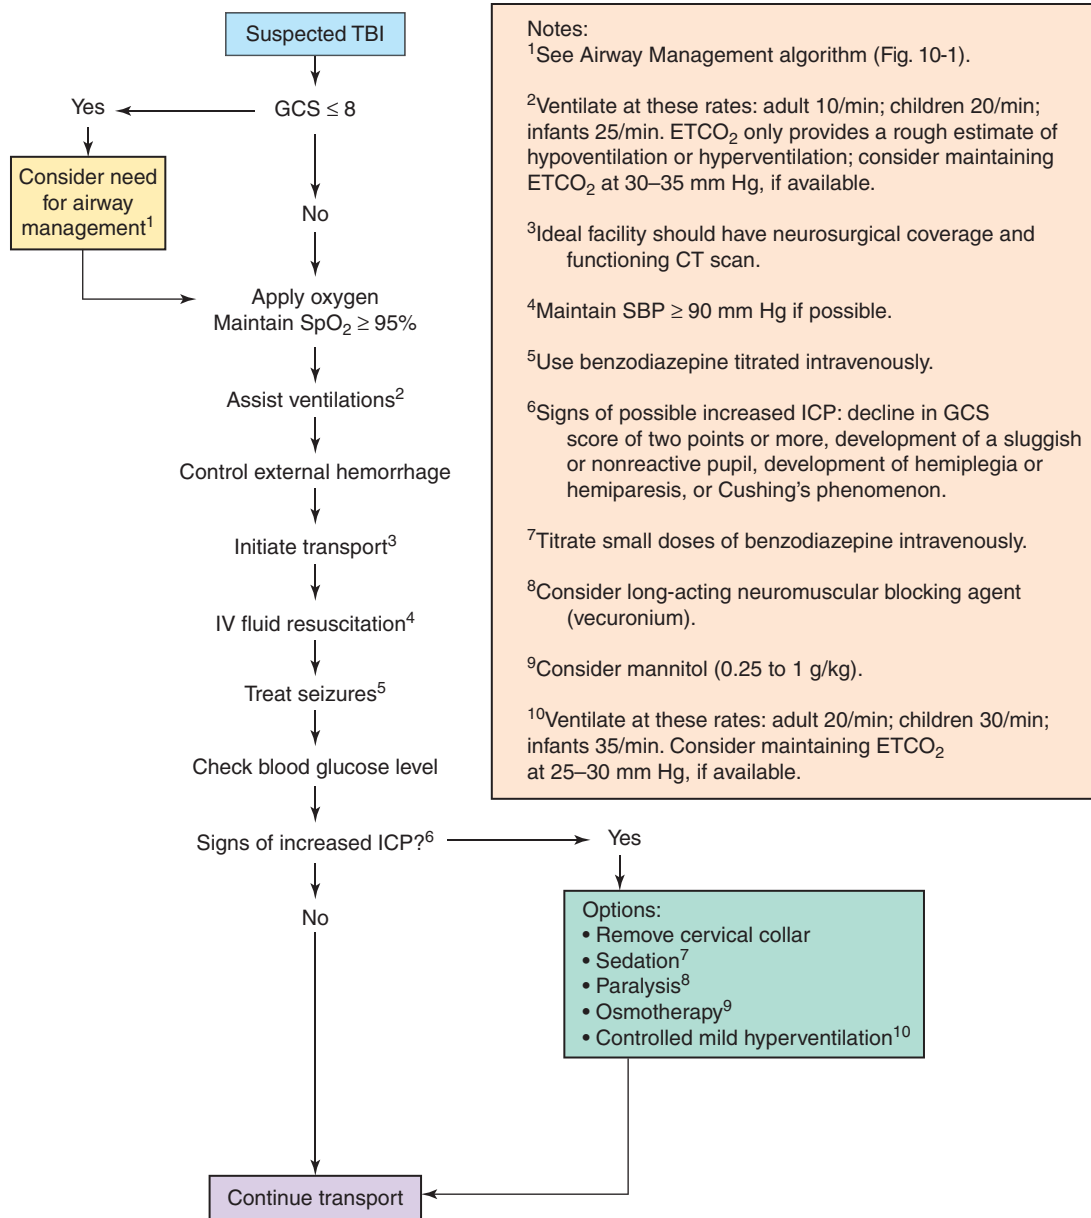 Suspected TBI
GCS ≤ 8
Yes
Consider need
for airway
management¹
No
Apply oxygen
Maintain SpO₂ ≥ 95%
Assist ventilations²
Control external hemorrhage
Initiate transport³
IV fluid resuscitation⁴
Treat seizures⁵
Check blood glucose level
Signs of increased ICP?⁶
Yes
No
Options:
• Remove cervical collar
• Sedation⁷
• Paralysis⁸
• Osmotherapy⁹
• Controlled mild hyperventilation¹⁰
Continue transport
Notes:
¹See Airway Management algorithm (Fig. 10-1).
²Ventilate at these rates: adult 10/min; children 20/min;
infants 25/min. ETCO₂ only provides a rough estimate of
hypoventilation or hyperventilation; consider maintaining
ETCO₂ at 30–35 mm Hg, if available.
³Ideal facility should have neurosurgical coverage and
functioning CT scan.
⁴Maintain SBP ≥ 90 mm Hg if possible.
⁵Use benzodiazepine titrated intravenously.
⁶Signs of possible increased ICP: decline in GCS
score of two points or more, development of a sluggish
or nonreactive pupil, development of hemiplegia or
hemiparesis, or Cushing's phenomenon.
⁷Titrate small doses of benzodiazepine intravenously.
⁸Consider long-acting neuromuscular blocking agent
(vecuronium).
⁹Consider mannitol (0.25 to 1 g/kg).
¹⁰Ventilate at these rates: adult 20/min; children 30/min;
infants 35/min. Consider maintaining ETCO₂
at 25–30 mm Hg, if available.